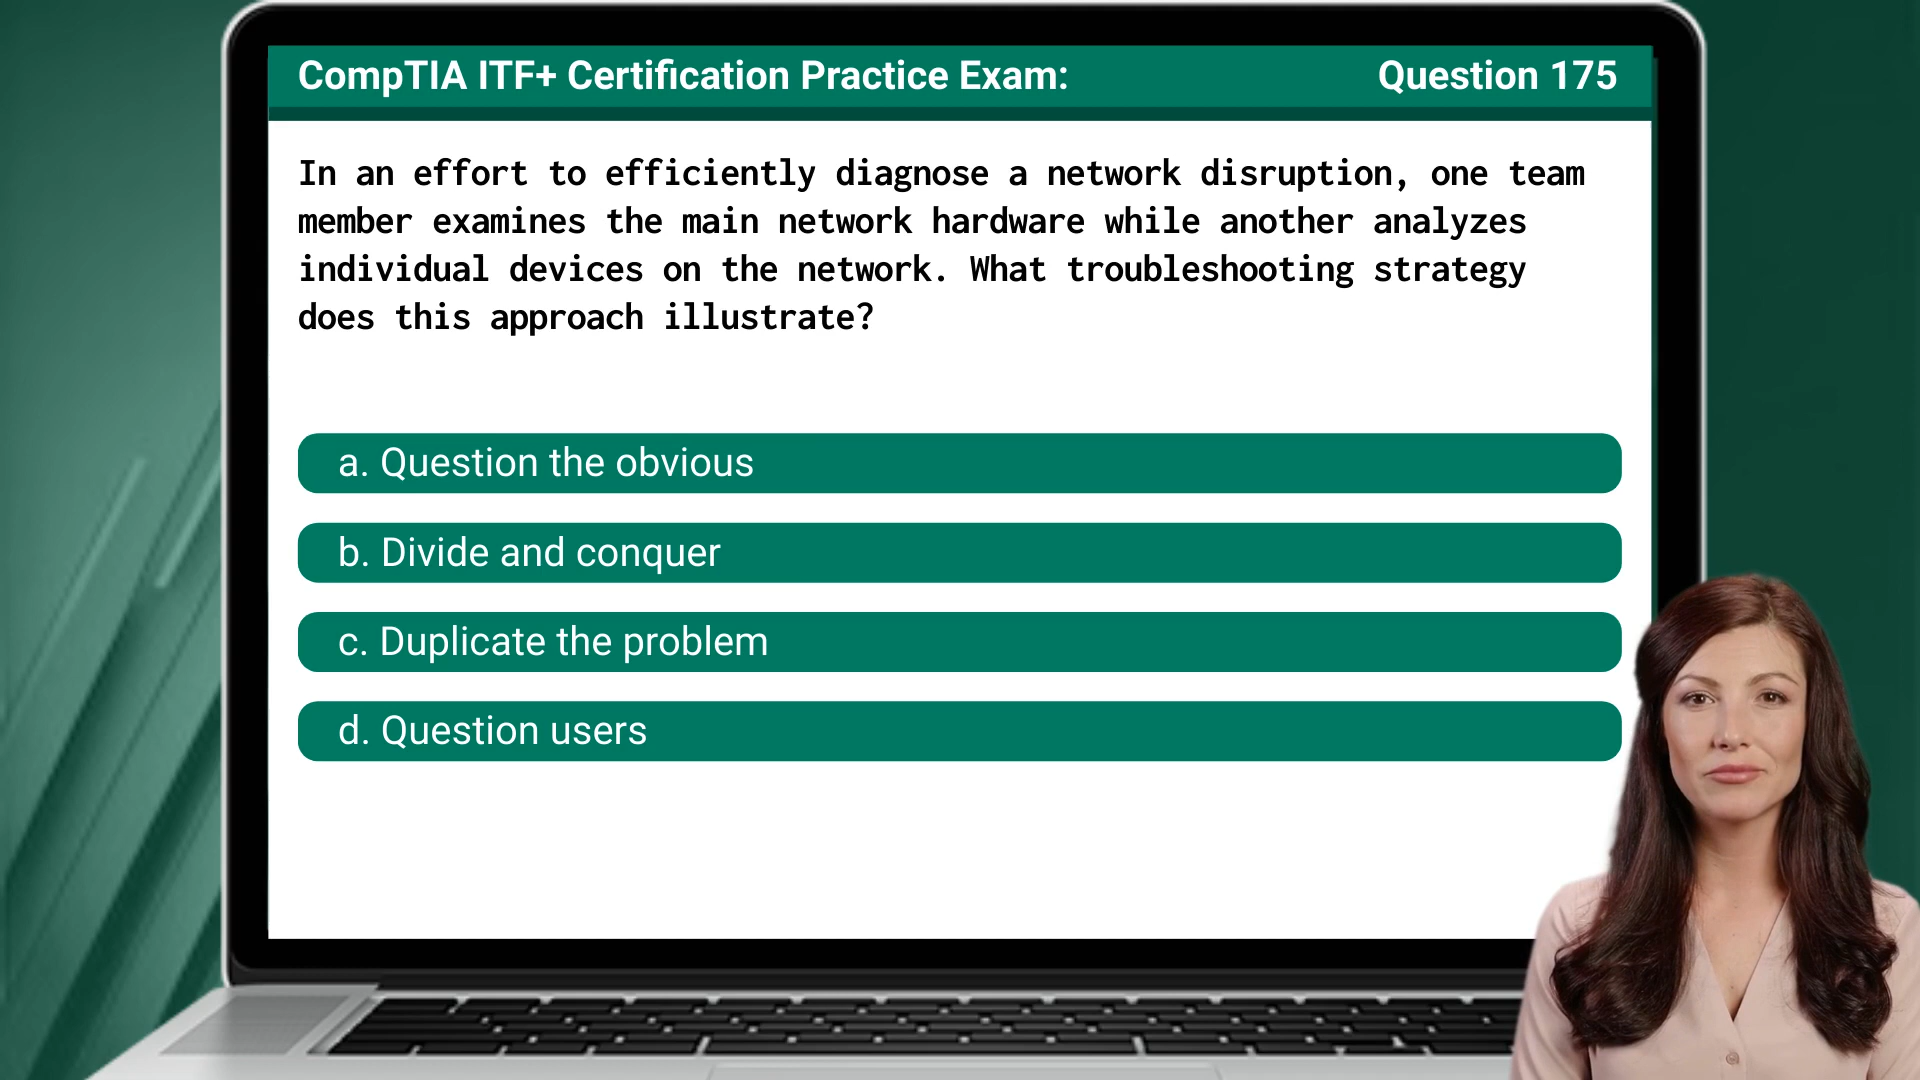 CompTIA ITF+ Certification Practice Exam:
Question 175
In an effort to efficiently diagnose a network disruption, one team
member examines the main network hardware while another analyzes
individual devices on the network. What troubleshooting strategy
does this approach illustrate?
a. Question the obvious
b. Divide and conquer
c. Duplicate the problem
d. Question users